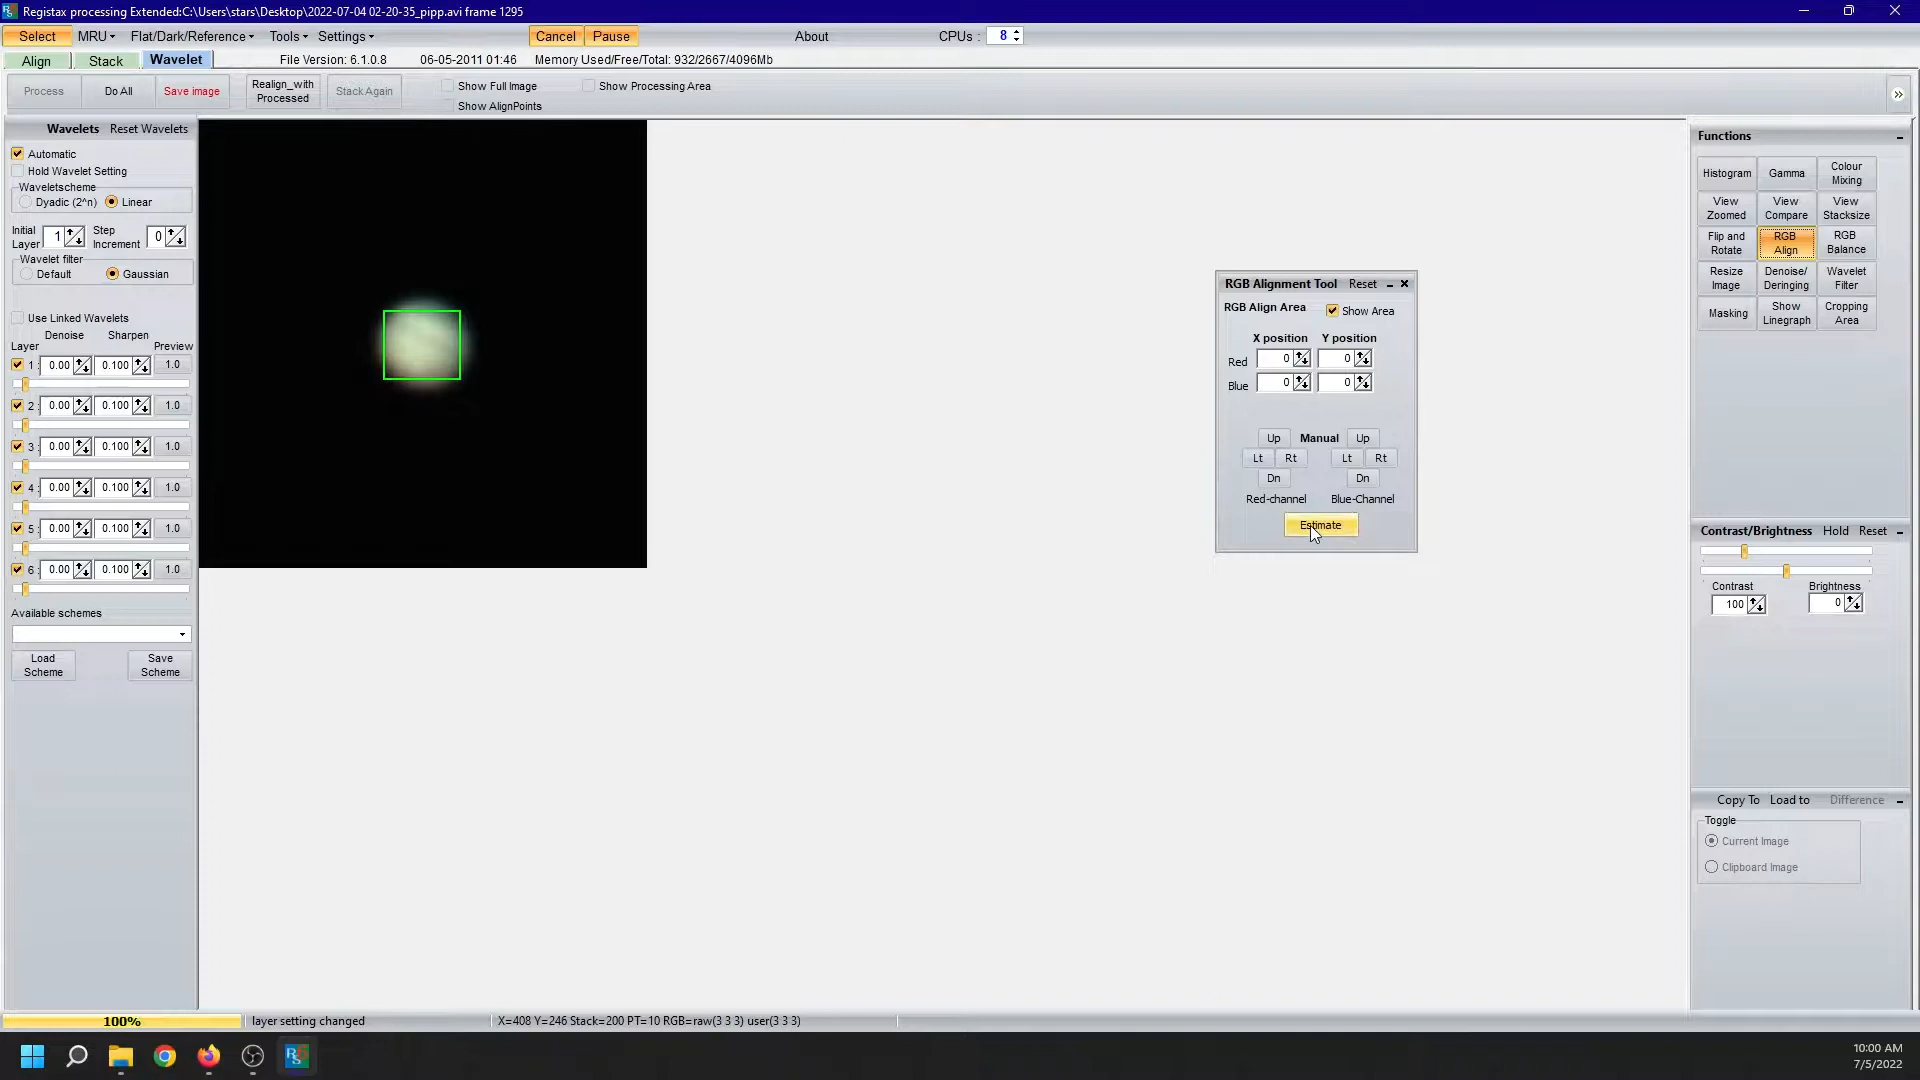 Registax processing Extended:C:\Users\stars\Desktop\2022-07-04 02-20-35_pipp.avi frame 1295
Select MRU Flat/Dark/Reference Tools Settings Cancel Pause About CPUs : 8
Align Stack Wavelet File Version: 6.1.0.8 06-05-2011 01:46 Memory Used/Free/Total: 932/2667/4096Mb
Process Do All Save image Realign_with Processed Stack Again Show Full Image Show Processing Area
Show AlignPoints
Wavelets Reset Wavelets
Automatic
Hold Wavelet Setting
Waveletscheme
Dyadic (2^n) Linear
Initial Layer 1 Step Increment 0
Wavelet filter
Default Gaussian
Use Linked Wavelets
Denoise Sharpen
Layer Preview
1 : 0.00 0.100 1.0
2 : 0.00 0.100 1.0
3 : 0.00 0.100 1.0
4 : 0.00 0.100 1.0
5 : 0.00 0.100 1.0
6 : 0.00 0.100 1.0
Available schemes
Load Scheme Save Scheme
RGB Alignment Tool Reset
RGB Align Area Show Area
X position Y position
Red 0 0
Blue 0 0
Up Manual Up
Lt Rt Lt Rt
Dn Dn
Red-channel Blue-Channel
Estimate
Functions
Histogram Gamma Colour Mixing
View Zoomed View Compare View Stacksize
Flip and Rotate RGB Align RGB Balance
Resize Image Denoise/ Deringing Wavelet Filter
Masking Show Linegraph Cropping Area
Contrast/Brightness Hold Reset
Contrast Brightness
100 0
Copy To Load to Difference
Toggle
Current Image
Clipboard Image
100% layer setting changed X=408 Y=246 Stack=200 PT=10 RGB=raw(3 3 3) user(3 3 3)
10:00 AM
7/5/2022